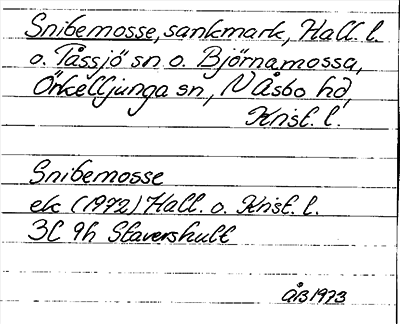 Snibemosse, sankmark, Hall. l.
o. Tåssjö sn o. Björnamossa,
Örkelljunga sn, N Åsbo hd,
Krist. l.
Snibemosse
ek (1972) Hall. o. Krist. l.
3C 9h Stavershult
ÅB 1973